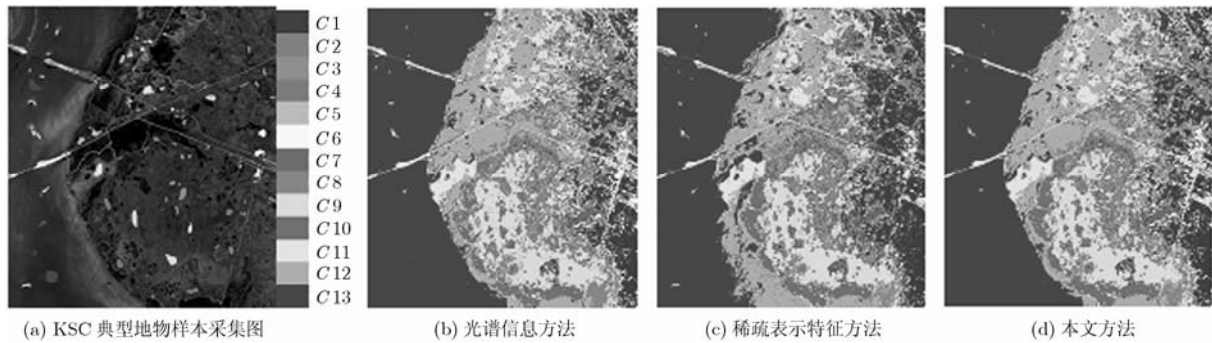 C1
C2
C3
C4
C5
C6
C7
C8
C9
C10
C11
C12
C13
(a) KSC 典型地物样本采集图
(b) 光谱信息方法
(c) 稀疏表示特征方法
(d) 本文方法